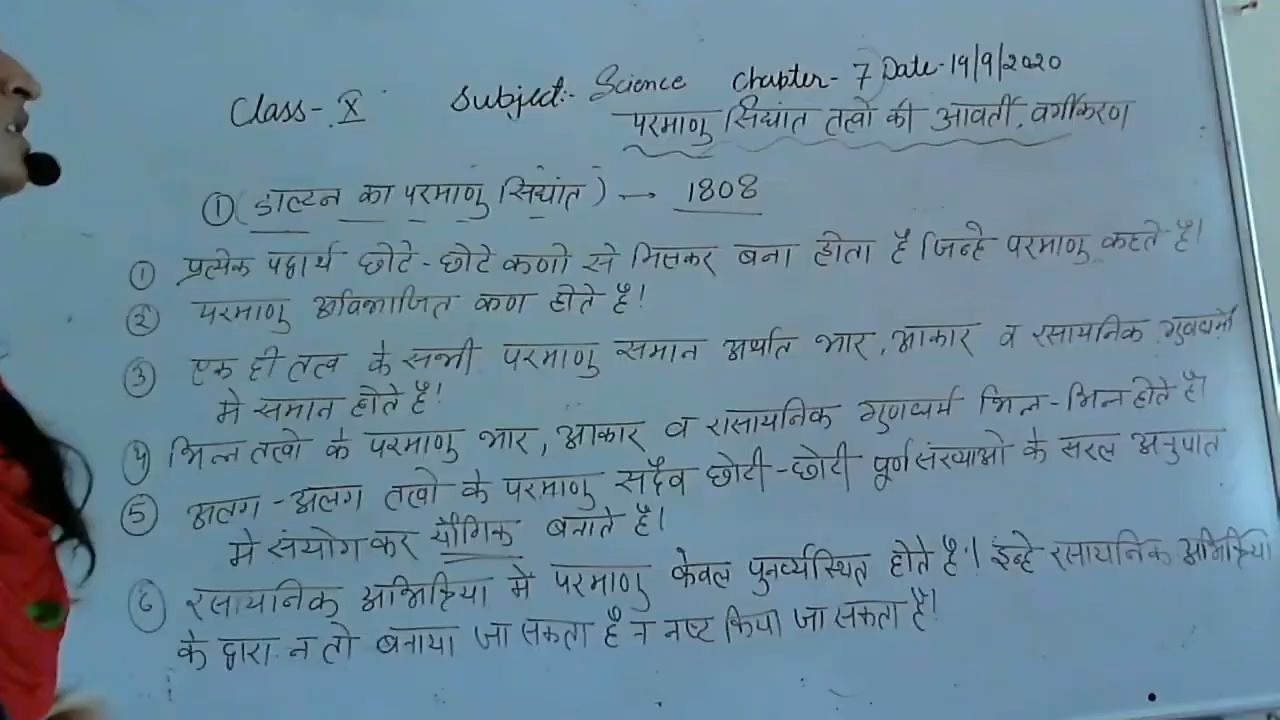 Class- X Subject:- Science Chapter- 7 Date-19/9/2020
परमाणु सिद्यांत तत्वो की आवर्ती वर्गीकरण
① (डाल्टन का परमाणु सिद्यांत) → 1808
① प्रत्येक पदार्थ छोटे-छोटे कणो से मिलकर बना होता है जिन्हे परमाणु कहते है।
② परमाणु अविभाजित कण होते है!
③ एक ही तत्व के सभी परमाणु समान अर्थात भार, आकार व रसायनिक गुणधर्मो
मे समान होते है!
④ भिन्न तत्वो के परमाणु भार, आकार व रासायनिक गुणधर्म भिन्न-भिन्न होते है।
⑤ अलग-अलग तत्वो के परमाणु सदैव छोटी-छोटी पूर्णसंख्याओ के सरल अनुपात
मे संयोग कर यौगिक बनाते है।
⑥ रसायनिक अभिक्रिया मे परमाणु केवल पुनर्व्यस्थित होते है। इन्हे रसायनिक अभिक्रिया
के द्वारा न तो बनाया जा सकता है न नष्ट किया जा सकता है।